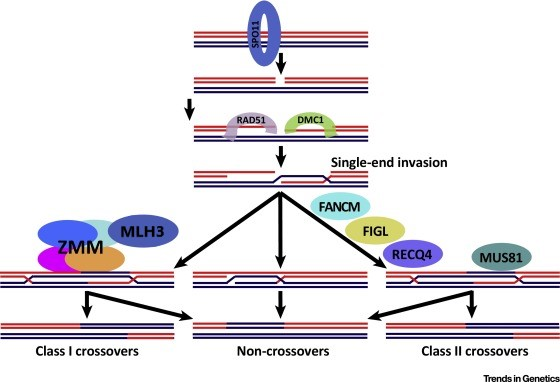 SPO11
RAD51
DMC1
Single-end invasion
FANCM
FIGL
RECQ4
MUS81
MLH3
ZMM
Class I crossovers
Non-crossovers
Class II crossovers
Trends in Genetics